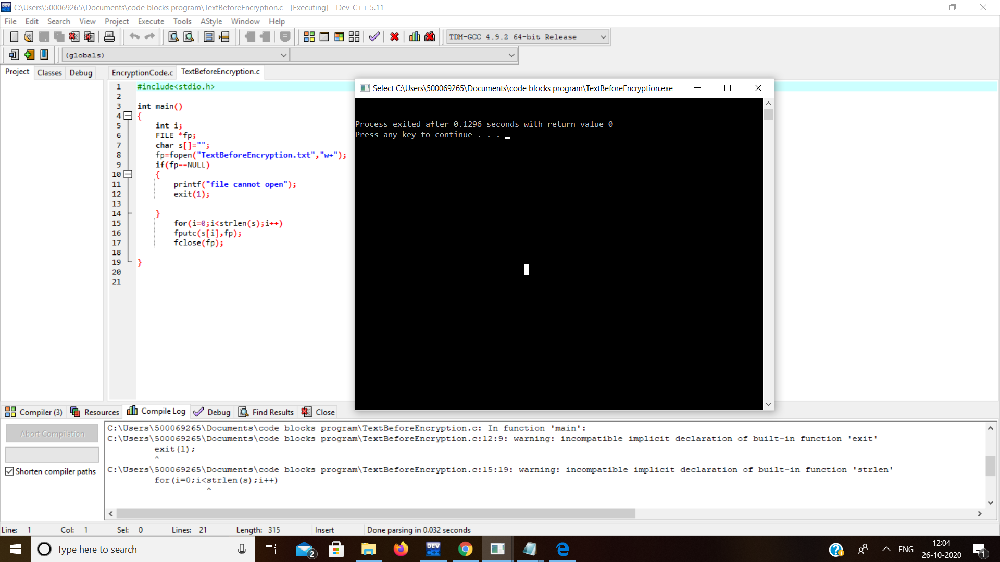 C:\Users\500069265\Documents\code blocks program\TextBeforeEncryption.c - [Executing] - Dev-C++ 5.11
File Edit Search View Project Execute Tools AStyle Window Help
TDM-GCC 4.9.2 64-bit Release
(globals)
Project Classes Debug
EncryptionCode.c TextBeforeEncryption.c
1 #include<stdio.h>
2
3 int main()
4 {
5 int i;
6 FILE *fp;
7 char s[]="";
8 fp=fopen("TextBeforeEncryption.txt","w+");
9 if(fp==NULL)
10 {
11 printf("file cannot open");
12 exit(1);
13
14 }
15 for(i=0;i<strlen(s);i++)
16 fputc(s[i],fp);
17 fclose(fp);
18
19 }
20
21
Select C:\Users\500069265\Documents\code blocks program\TextBeforeEncryption.exe
--------------------------------
Process exited after 0.1296 seconds with return value 0
Press any key to continue . . .
Compiler (3) Resources Compile Log Debug Find Results Close
Abort Compilation
Shorten compiler paths
C:\Users\500069265\Documents\code blocks program\TextBeforeEncryption.c: In function 'main':
C:\Users\500069265\Documents\code blocks program\TextBeforeEncryption.c:12:9: warning: incompatible implicit declaration of built-in function 'exit'
exit(1);
^
C:\Users\500069265\Documents\code blocks program\TextBeforeEncryption.c:15:19: warning: incompatible implicit declaration of built-in function 'strlen'
for(i=0;i<strlen(s);i++)
^
Line: 1 Col: 1 Sel: 0 Lines: 21 Length: 315 Insert Done parsing in 0.032 seconds
Type here to search
2
DEV C++
ENG
12:04
26-10-2020
1